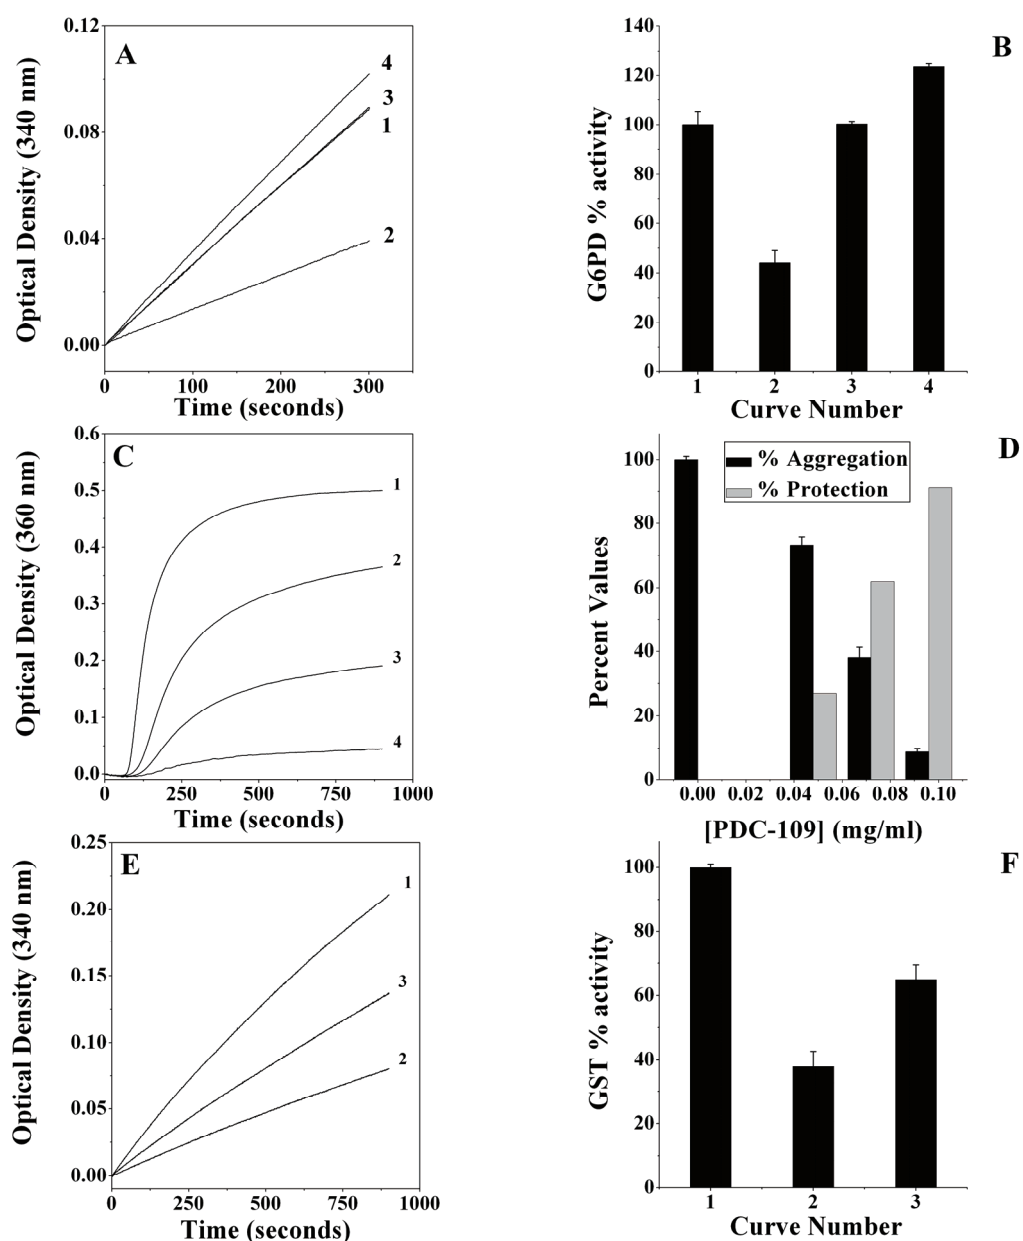 A
Optical Density (340 nm)
0.12
0.08
0.04
0.00
4
3
1
2
0 100 200 300
Time (seconds)
B
G6PD % activity
140
120
100
80
60
40
20
0
1 2 3 4
Curve Number
C
Optical Density (360 nm)
0.6
0.5
0.4
0.3
0.2
0.1
0.0
1
2
3
4
0 250 500 750 1000
Time (seconds)
D
Percent Values
% Aggregation
% Protection
100
80
60
40
20
0
0.00 0.02 0.04 0.06 0.08 0.10
[PDC-109] (mg/ml)
E
Optical Density (340 nm)
0.25
0.20
0.15
0.10
0.05
0.00
1
3
2
0 250 500 750 1000
Time (seconds)
F
GST % activity
100
80
60
40
20
0
1 2 3
Curve Number